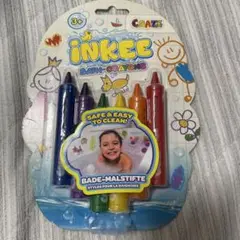 3+
CRAZE
INKEE
SAFE & EASY
TO CLEAN!
BADE-MALSTIFTE